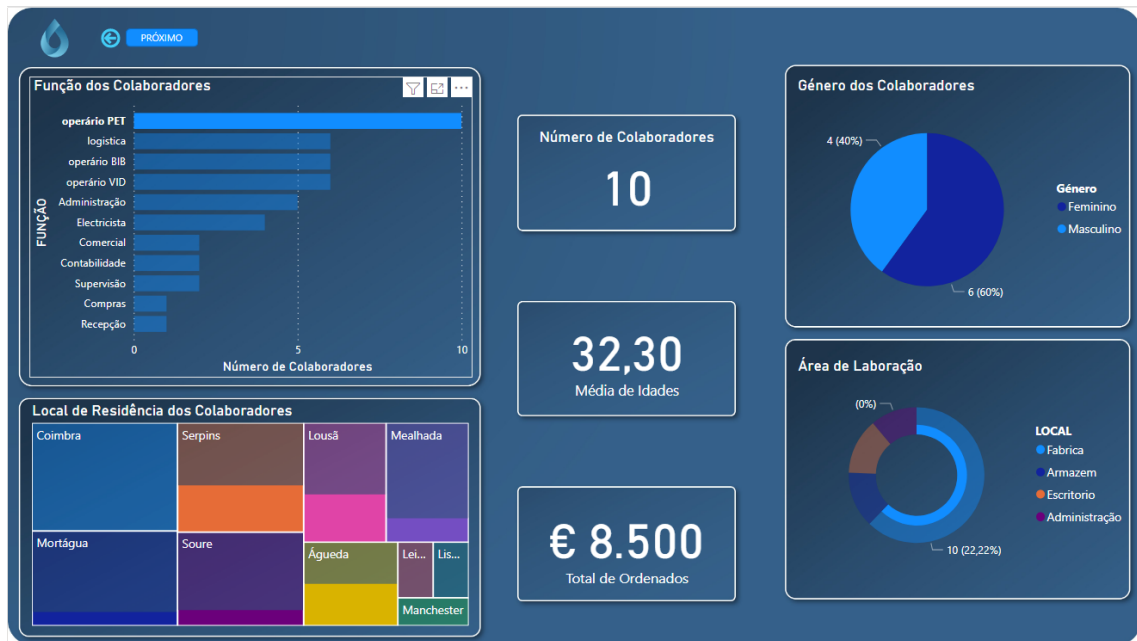 PRÓXIMO
Função dos Colaboradores
FUNÇÃO
operário PET
logistica
operário BIB
operário VID
Administração
Electricista
Comercial
Contabilidade
Supervisão
Compras
Recepção
0
5
10
Número de Colaboradores
Local de Residência dos Colaboradores
Coimbra
Serpins
Lousã
Mealhada
Mortágua
Soure
Águeda
Lei...
Lis...
Manchester
Número de Colaboradores
10
32,30
Média de Idades
€ 8.500
Total de Ordenados
Género dos Colaboradores
4 (40%)
6 (60%)
Género
Feminino
Masculino
Área de Laboração
(0%)
10 (22,22%)
LOCAL
Fabrica
Armazem
Escritorio
Administração